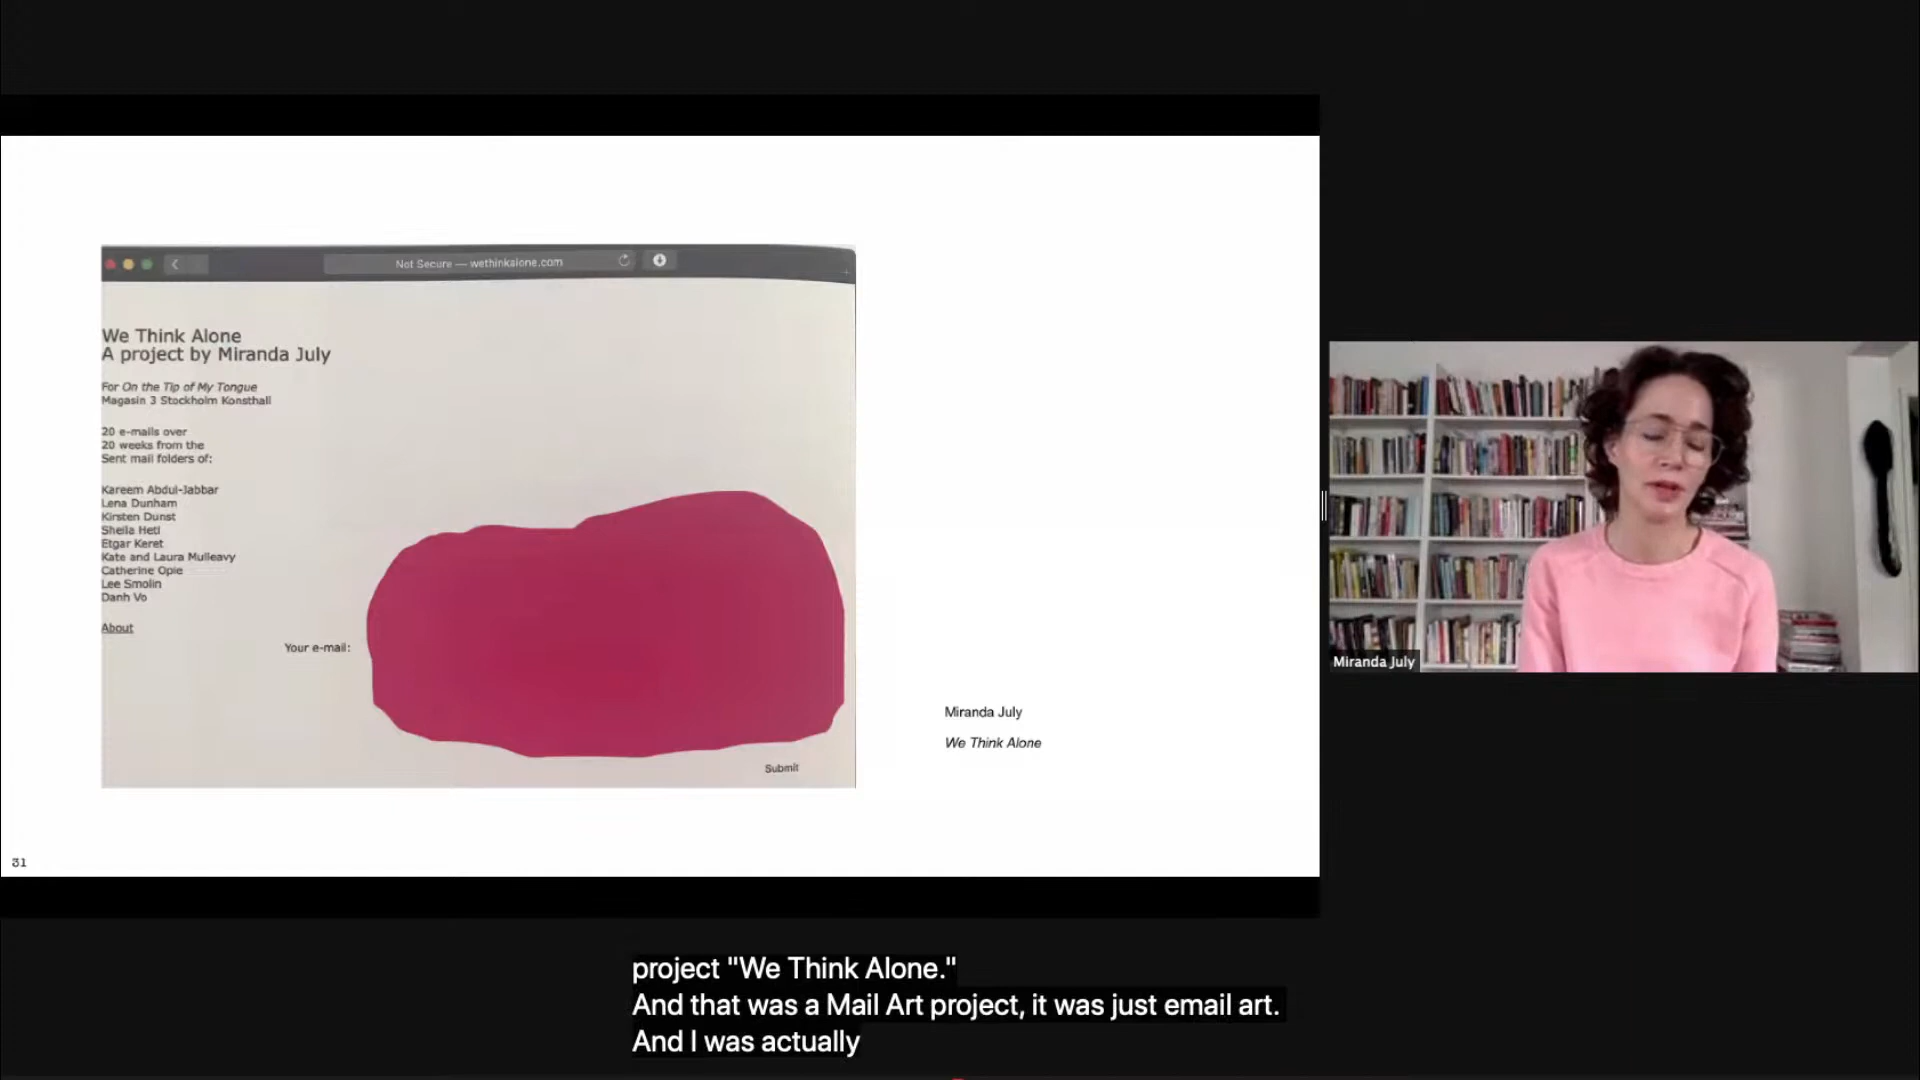 Not Secure — wethinkalone.com
We Think Alone
A project by Miranda July
For On the Tip of My Tongue
Magasin 3 Stockholm Konsthall
20 e-mails over
20 weeks from the
Sent mail folders of:
Kareem Abdul-Jabbar
Lena Dunham
Kirsten Dunst
Sheila Heti
Etgar Keret
Kate and Laura Mulleavy
Catherine Opie
Lee Smolin
Danh Vo
About
Your e-mail:
Submit
Miranda July
We Think Alone
31
Miranda July
project "We Think Alone."
And that was a Mail Art project, it was just email art.
And I was actually